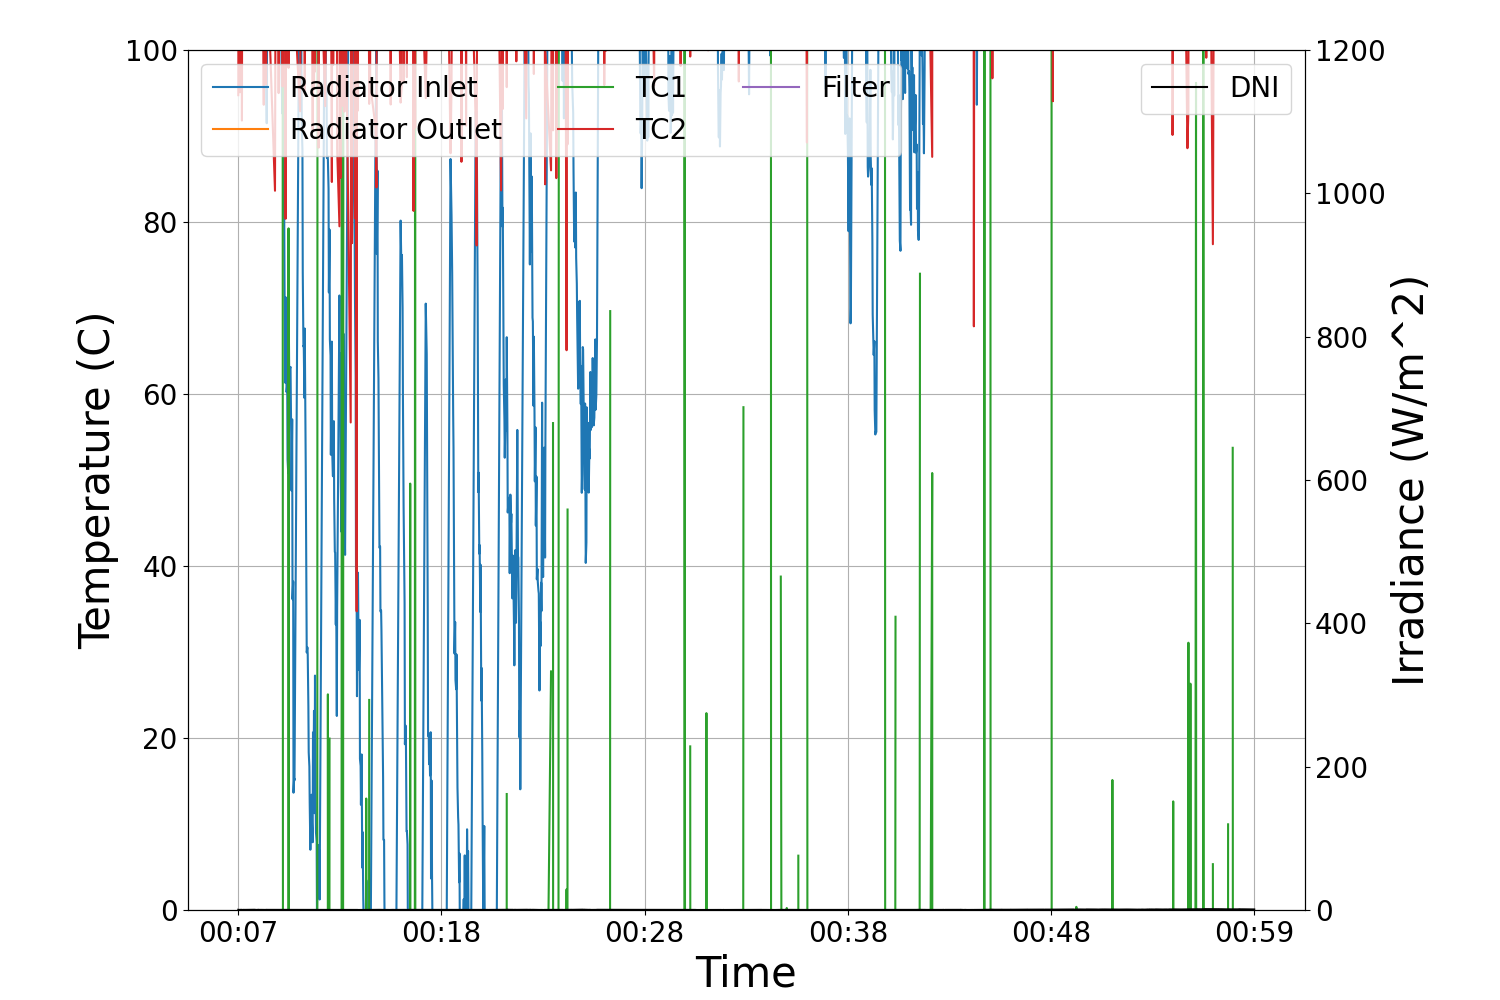 100
80
60
40
20
0
Temperature (C)
Radiator Inlet
Radiator Outlet
TC1
TC2
Filter
DNI
1200
1000
800
600
400
200
0
Irradiance (W/m^2)
00:07 00:18 00:28 00:38 00:48 00:59
Time